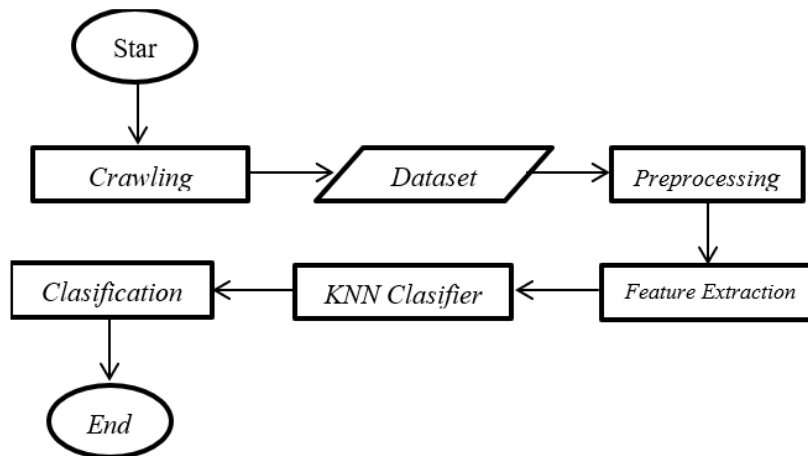 Star
Crawling
Dataset
Preprocessing
Feature Extraction
KNN Clasifier
Clasification
End